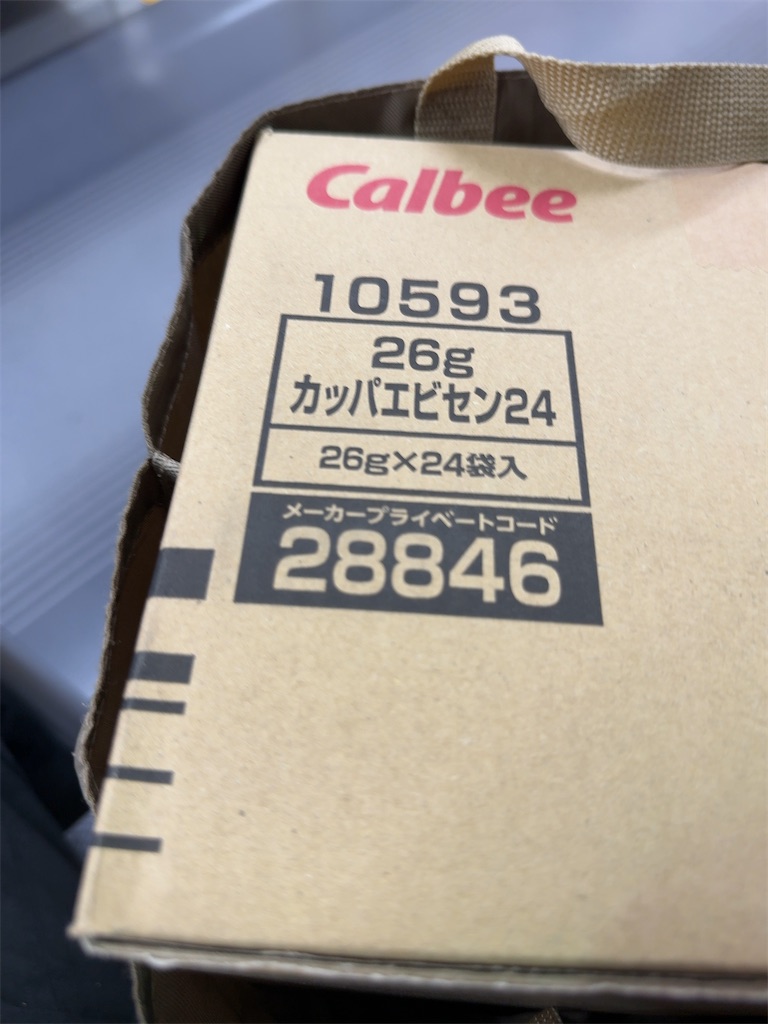 Calbee
10593
26g
カッパエビセン24
26g×24袋入
メーカープライベートコード
28846